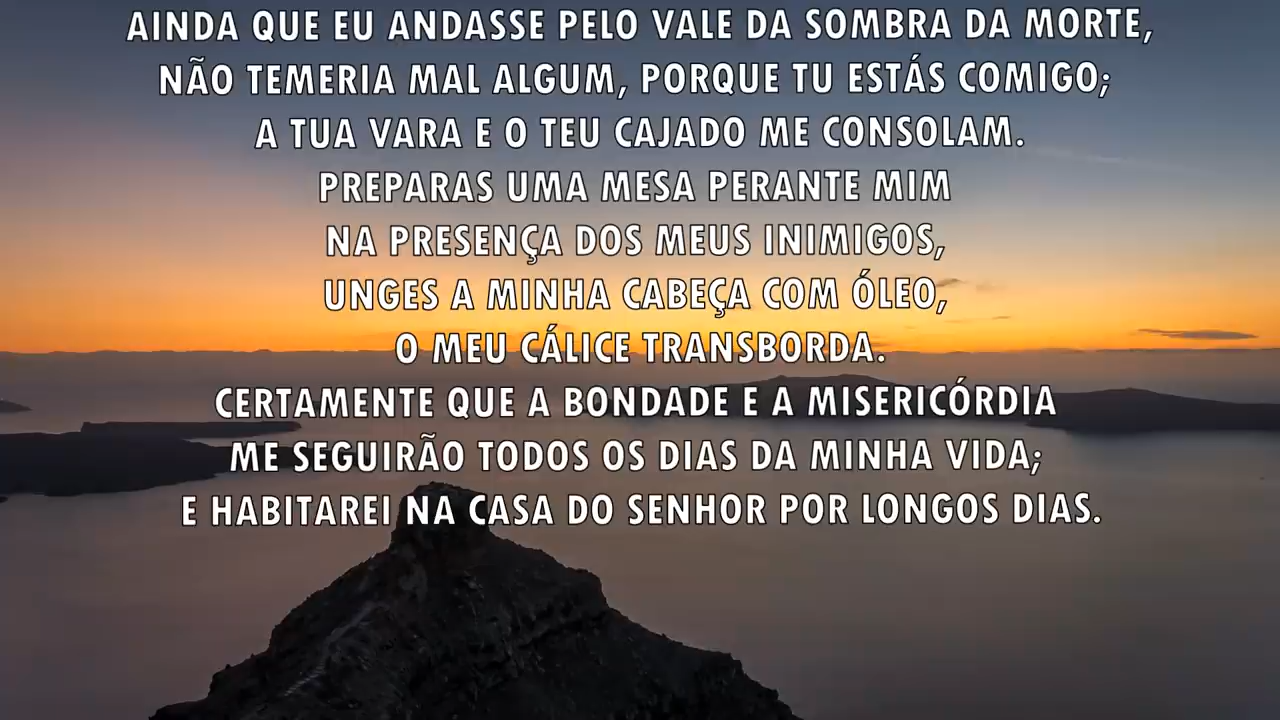 AINDA QUE EU ANDASSE PELO VALE DA SOMBRA DA MORTE,
NÃO TEMERIA MAL ALGUM, PORQUE TU ESTÁS COMIGO;
A TUA VARA E O TEU CAJADO ME CONSOLAM.
PREPARAS UMA MESA PERANTE MIM
NA PRESENÇA DOS MEUS INIMIGOS,
UNGES A MINHA CABEÇA COM ÓLEO,
O MEU CÁLICE TRANSBORDA.
CERTAMENTE QUE A BONDADE E A MISERICÓRDIA
ME SEGUIRÃO TODOS OS DIAS DA MINHA VIDA;
E HABITAREI NA CASA DO SENHOR POR LONGOS DIAS.